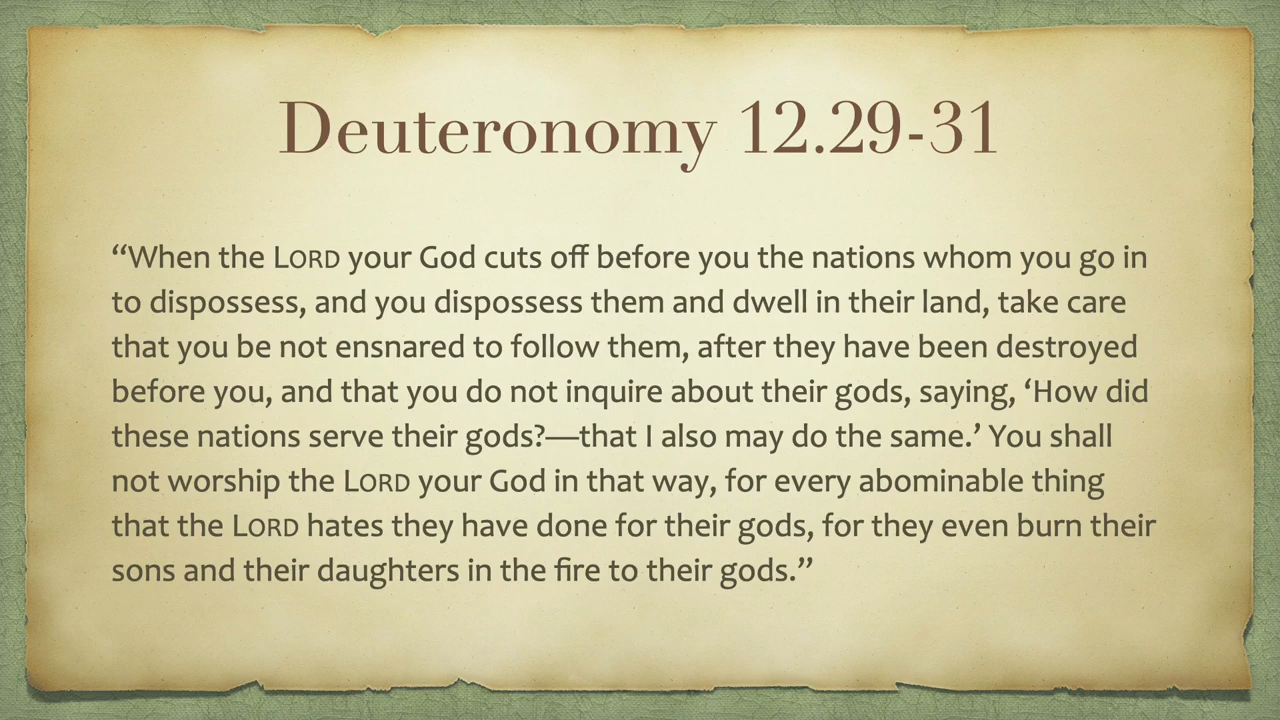 Deuteronomy 12.29-31
“When the LORD your God cuts off before you the nations whom you go in
to dispossess, and you dispossess them and dwell in their land, take care
that you be not ensnared to follow them, after they have been destroyed
before you, and that you do not inquire about their gods, saying, ‘How did
these nations serve their gods?—that I also may do the same.’ You shall
not worship the LORD your God in that way, for every abominable thing
that the LORD hates they have done for their gods, for they even burn their
sons and their daughters in the fire to their gods.”